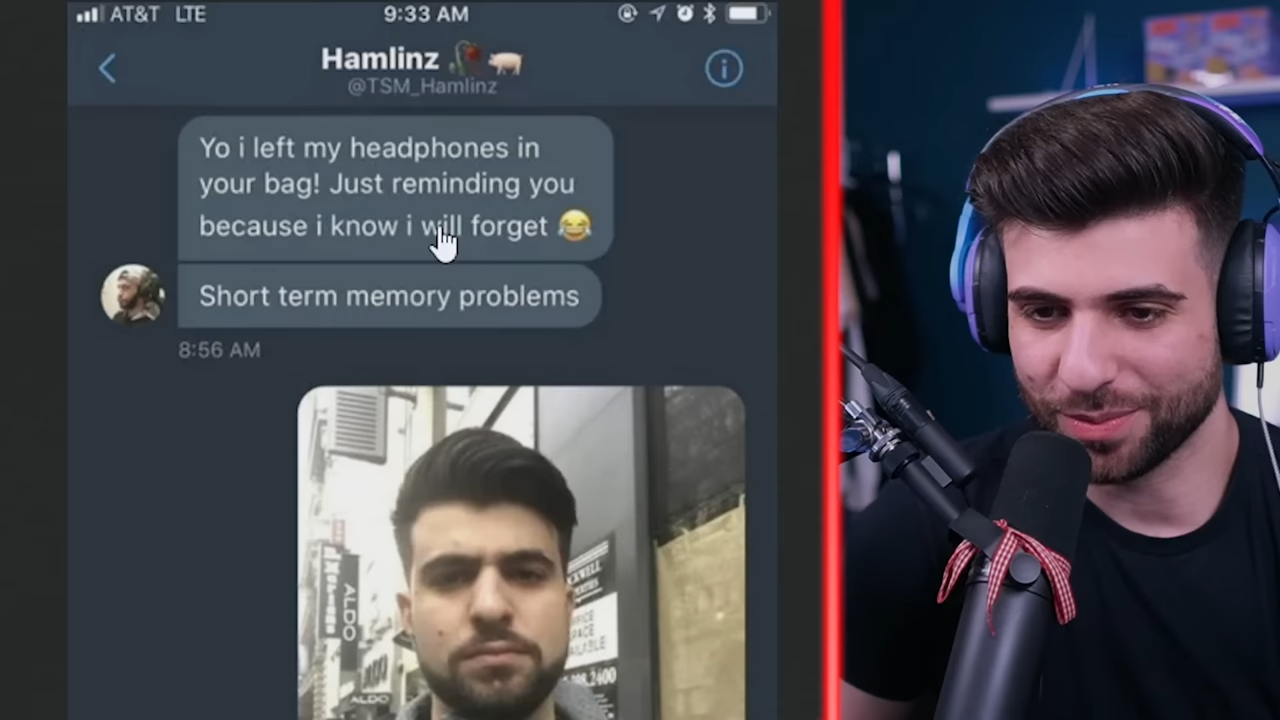 AT&T LTE 9:33 AM
Hamlinz 🥀🐖
@TSM_Hamlinz
Yo i left my headphones in
your bag! Just reminding you
because i know i will forget 😂
Short term memory problems
8:56 AM
ALDO
ALDO